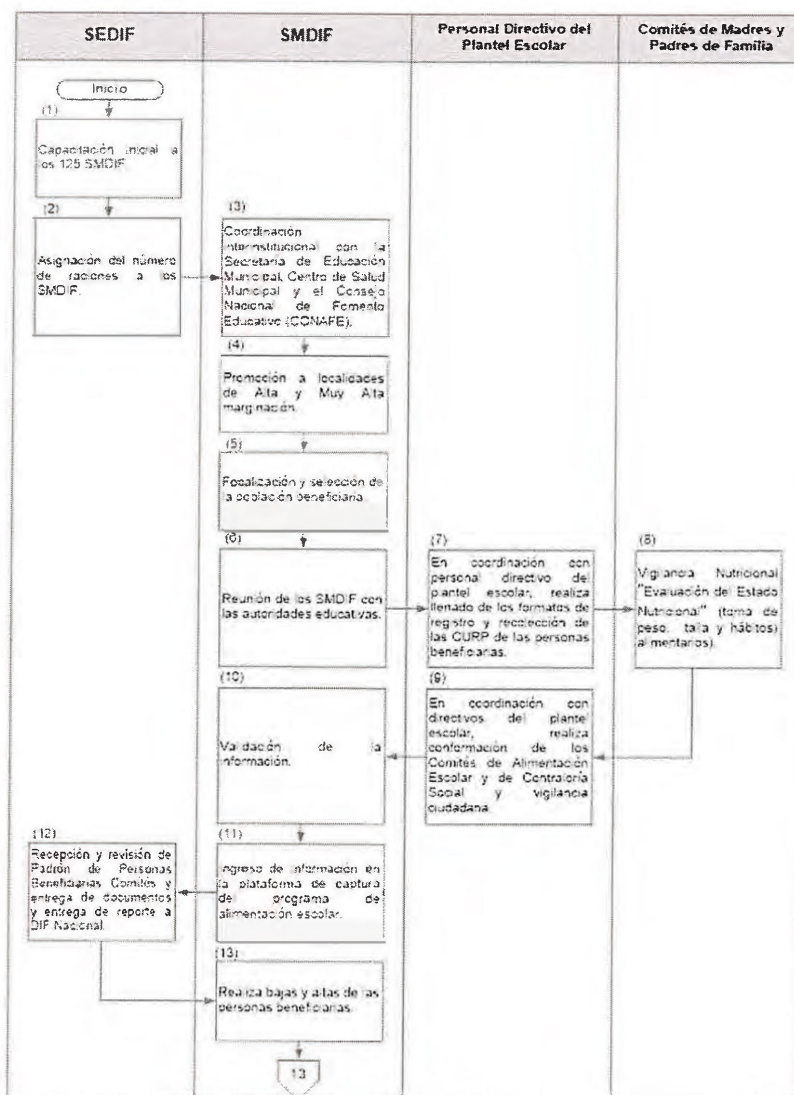 SEDIF
SMDIF
Personal Directivo del
Plantel Escolar
Comités de Madres y
Padres de Familia
Inicio
(1)
Capacitación inicial a
los 125 SMDIF
(2)
Asignación del número
de raciones a los
SMDIF.
(3)
Coordinación
interinstitucional con la
Secretaria de Educación
Municipal, Centro de Salud
Municipal y el Consejo
Nacional de Fomento
Educativo (CONAFE).
(4)
Promoción a localidades
de Alta y Muy Alta
marginación.
(5)
Focalización y selección de
la población beneficiaria.
(6)
Reunión de los SMDIF con
las autoridades educativas.
(7)
En coordinación con
personal directivo del
plantel escolar, realiza
llenado de los formatos de
registro y recolección de
las CURP de las personas
beneficiarias.
(8)
Vigilancia Nutricional
"Evaluación del Estado
Nutricional" (toma de
peso, talla y hábitos)
alimentarios).
(9)
En coordinación con
directivos del plantel
escolar, realiza
conformación de los
Comités de Alimentación
Escolar y de Contraloría
Social y vigilancia
ciudadana.
(10)
Validación de la
información.
(11)
Ingreso de información en
la plataforma de captura
del programa de
alimentación escolar.
(12)
Recepción y revisión de
Padrón de Personas
Beneficiarias Comités y
entrega de documentos
y entrega de reporte a
DIF Nacional.
(13)
Realiza bajas y altas de las
personas beneficiarias.
13